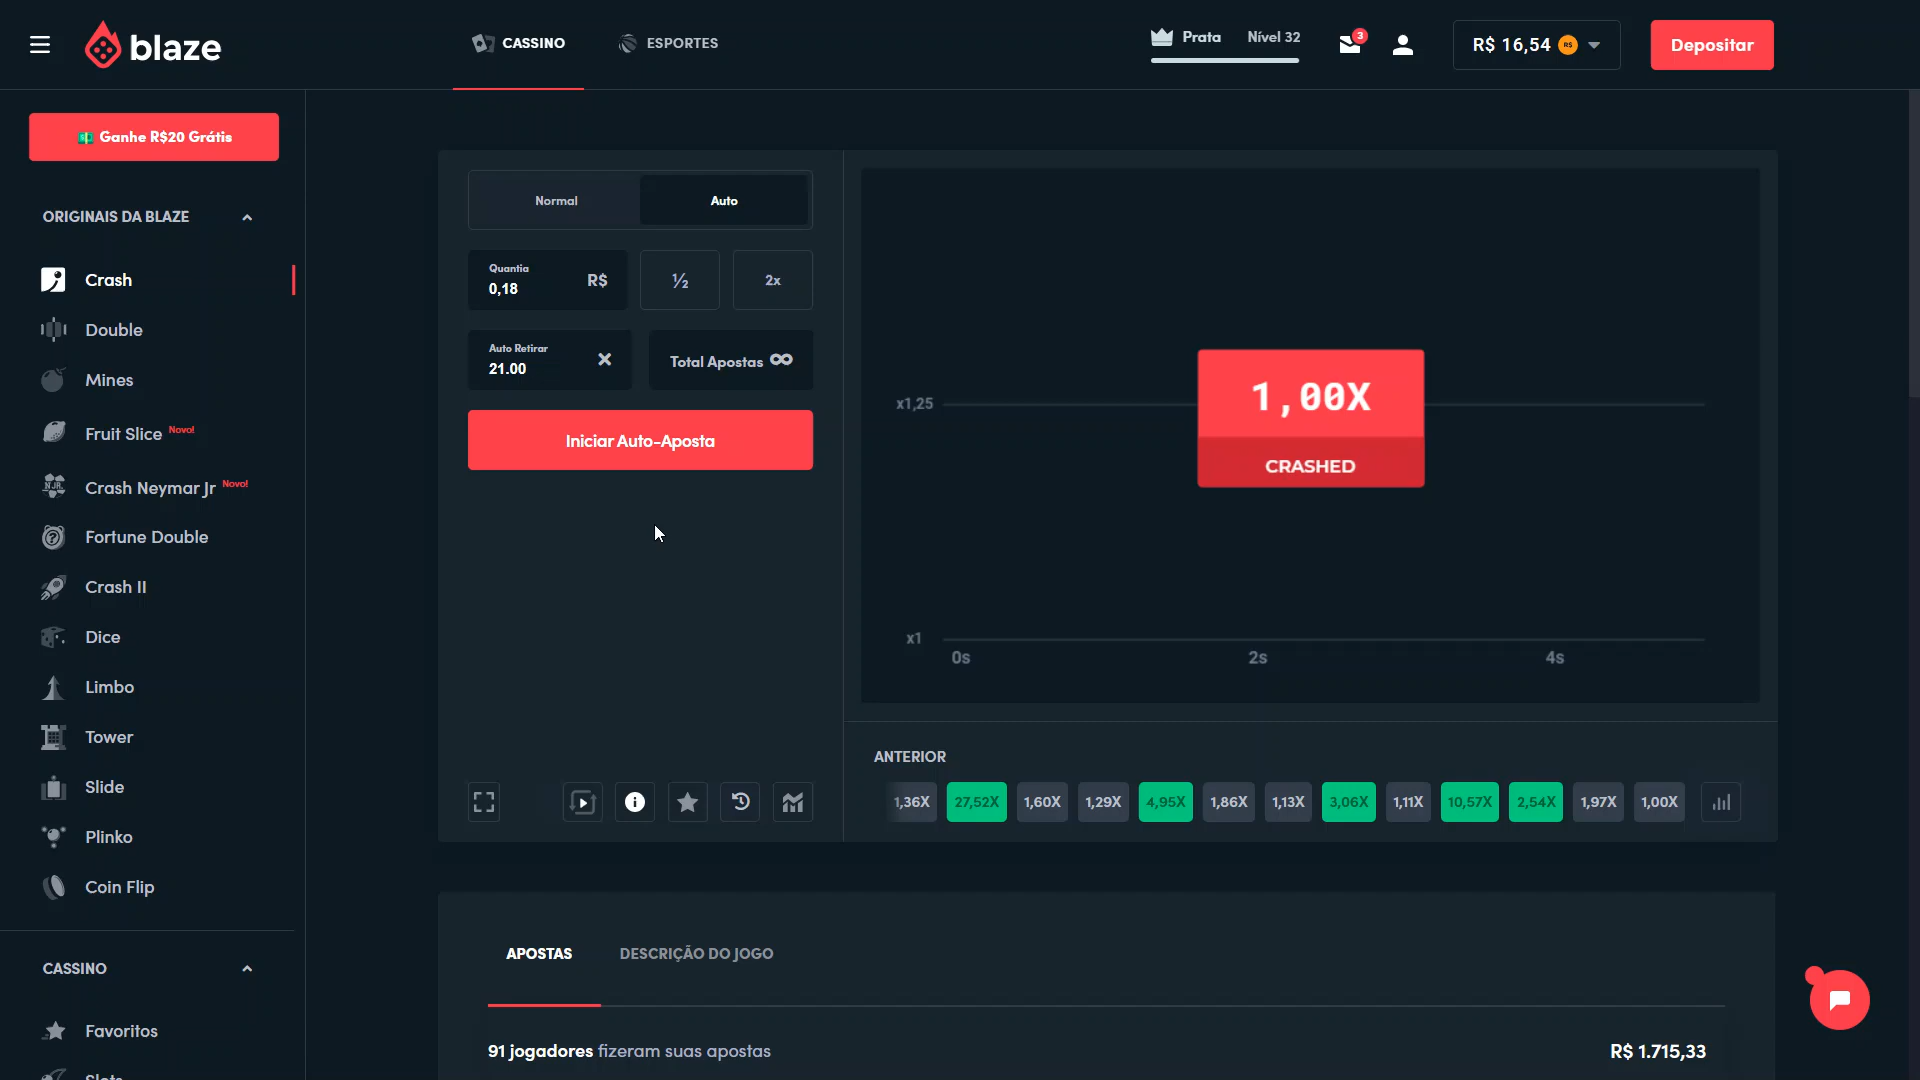 blaze
CASSINO
ESPORTES
Prata
Nível 32
3
R$ 16,54
R$
Depositar
Ganhe R$20 Grátis
ORIGINAIS DA BLAZE
Crash
Double
Mines
Fruit Slice Novo!
Crash Neymar Jr Novo!
Fortune Double
Crash II
Dice
Limbo
Tower
Slide
Plinko
Coin Flip
CASSINO
Favoritos
Slots
Normal
Auto
Quantia
0,18
R$
½
2x
Auto Retirar
21.00
Total Apostas ∞
Iniciar Auto-Aposta
x1,25
1,00X
CRASHED
x1
0s
2s
4s
ANTERIOR
1,36X
27,52X
1,60X
1,29X
4,95X
1,86X
1,13X
3,06X
1,11X
10,57X
2,54X
1,97X
1,00X
APOSTAS
DESCRIÇÃO DO JOGO
91 jogadores fizeram suas apostas
R$ 1.715,33